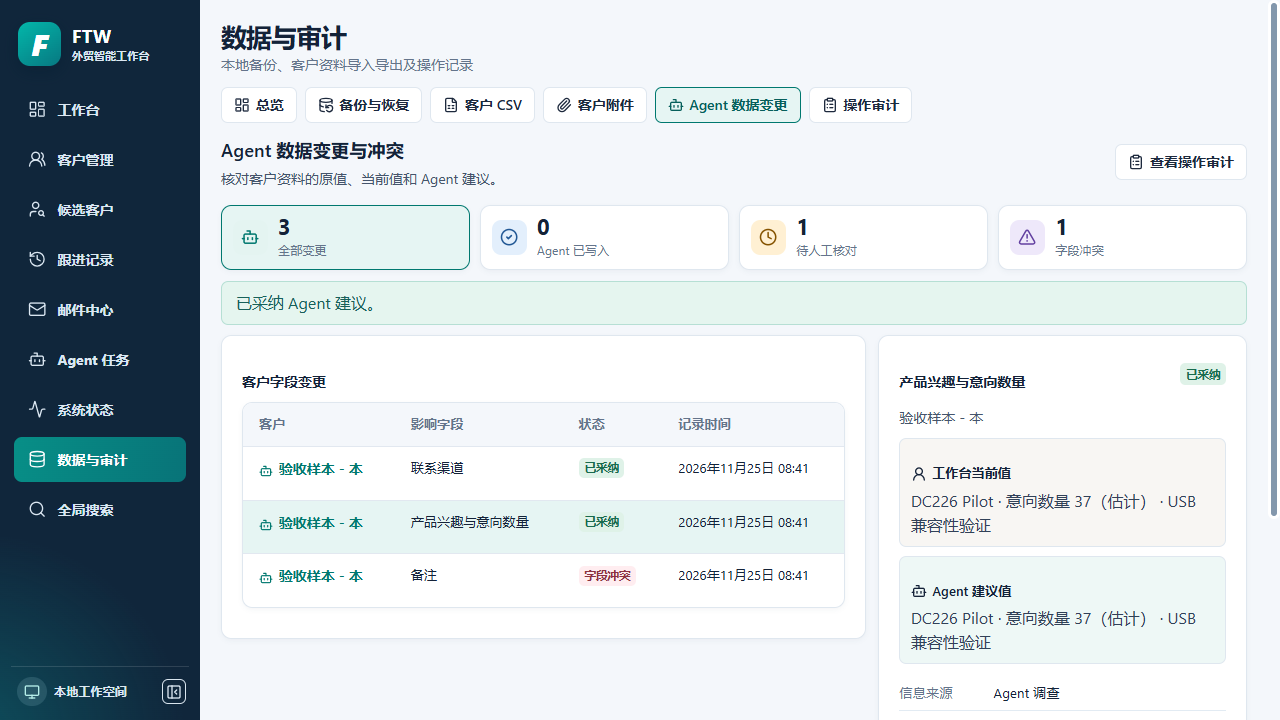 F
FTW
外贸智能工作台
工作台
客户管理
候选客户
跟进记录
邮件中心
Agent 任务
系统状态
数据与审计
全局搜索
本地工作空间
数据与审计
本地备份、客户资料导入导出及操作记录
总览
备份与恢复
客户 CSV
客户附件
Agent 数据变更
操作审计
Agent 数据变更与冲突
核对客户资料的原值、当前值和 Agent 建议。
查看操作审计
3
全部变更
0
Agent 已写入
1
待人工核对
1
字段冲突
已采纳 Agent 建议。
客户字段变更
客户 影响字段 状态 记录时间
验收样本 - 本 联系渠道 已采纳 2026年11月25日 08:41
验收样本 - 本 产品兴趣与意向数量 已采纳 2026年11月25日 08:41
验收样本 - 本 备注 字段冲突 2026年11月25日 08:41
产品兴趣与意向数量 已采纳
验收样本 - 本
工作台当前值
DC226 Pilot · 意向数量 37（估计） · USB
兼容性验证
Agent 建议值
DC226 Pilot · 意向数量 37（估计） · USB
兼容性验证
信息来源 Agent 调查